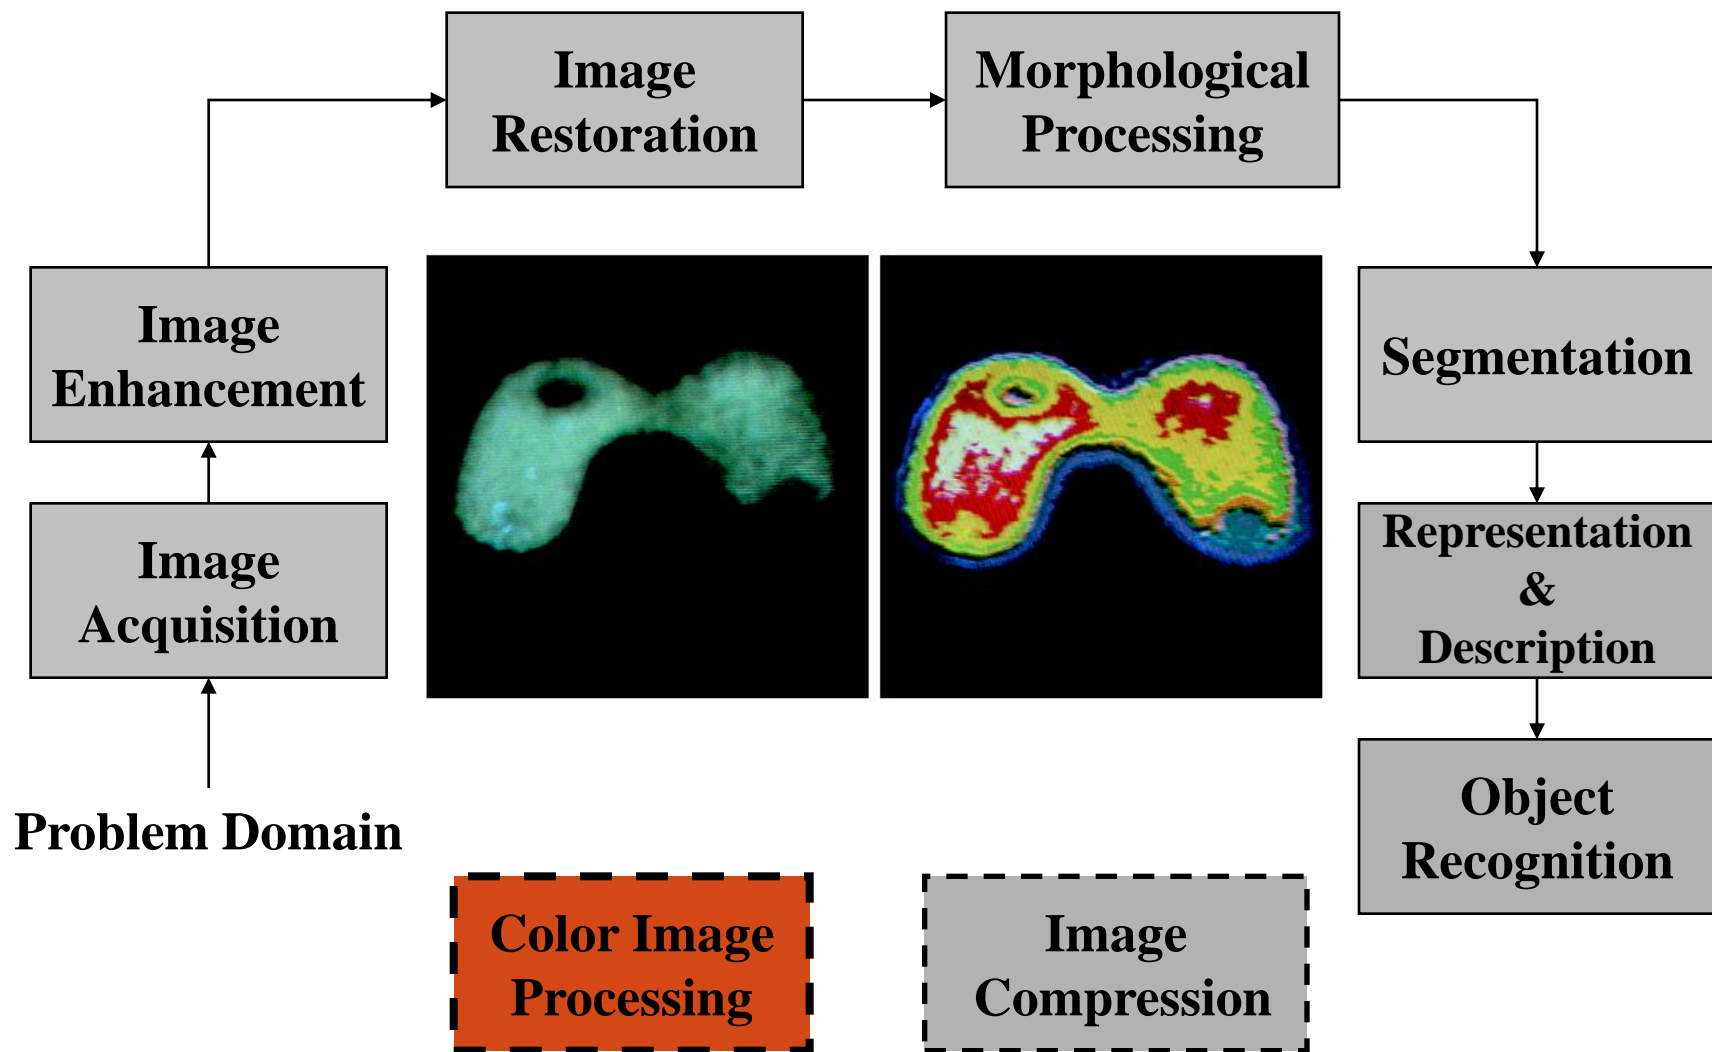 Image
Restoration
Morphological
Processing
Image
Enhancement
Segmentation
Image
Acquisition
Representation
&
Description
Problem Domain
Object
Recognition
Color Image
Processing
Image
Compression